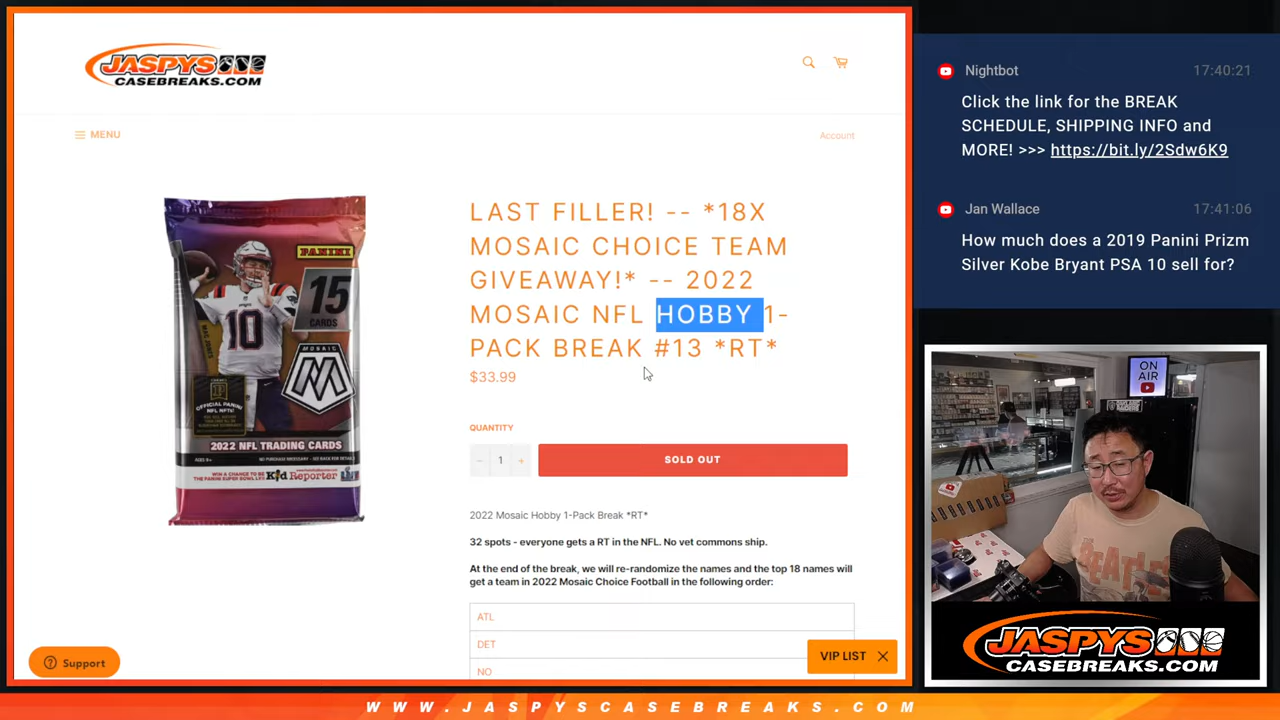 JASPYS
CASEBREAKS.COM
MENU
Account
PANINI
15
CARDS
10
MOSAIC
2022 NFL TRADING CARDS
Kid Reporter
LAST FILLER! -- *18X
MOSAIC CHOICE TEAM
GIVEAWAY!* -- 2022
MOSAIC NFL HOBBY 1-
PACK BREAK #13 *RT*
$33.99
QUANTITY
− 1 +
SOLD OUT
2022 Mosaic Hobby 1-Pack Break *RT*
32 spots - everyone gets a RT in the NFL. No vet commons ship.
At the end of the break, we will re-randomize the names and the top 18 names will
get a team in 2022 Mosaic Choice Football in the following order:
ATL
DET
NO
Support
VIP LIST
Nightbot 17:40:21
Click the link for the BREAK
SCHEDULE, SHIPPING INFO and
MORE! >>> https://bit.ly/2Sdw6K9
Jan Wallace 17:41:06
How much does a 2019 Panini Prizm
Silver Kobe Bryant PSA 10 sell for?
ON
AIR
JASPYS
CASEBREAKS.COM
WWW.JASPYSCASEBREAKS.COM